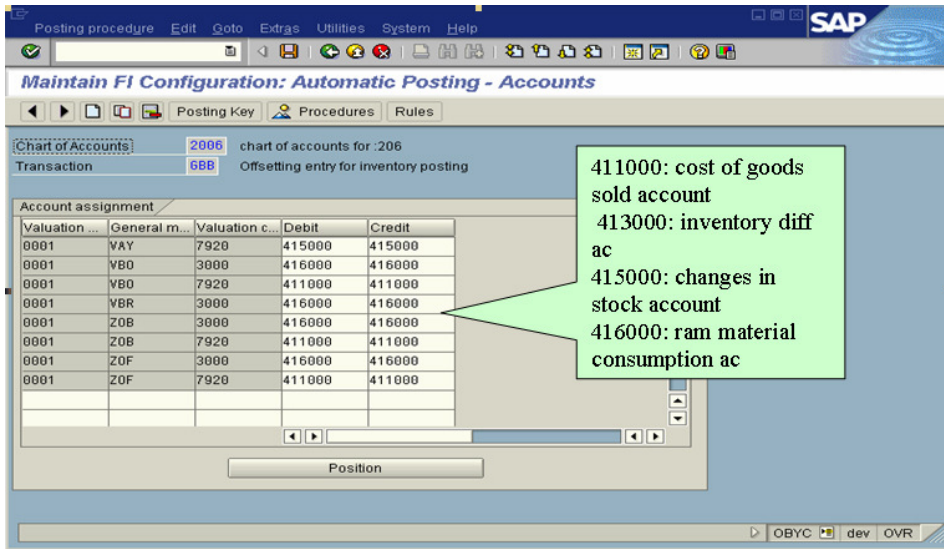 Posting procedure Edit Goto Extras Utilities System Help
SAP
Maintain FI Configuration: Automatic Posting - Accounts
Posting Key Procedures Rules
Chart of Accounts 2006 chart of accounts for :206
Transaction GBB Offsetting entry for inventory posting
Account assignment
Valuation ... General m... Valuation c... Debit Credit
0001 VAY 7920 415000 415000
0001 VBO 3000 416000 416000
0001 VBO 7920 411000 411000
0001 VBR 3000 416000 416000
0001 ZOB 3000 416000 416000
0001 ZOB 7920 411000 411000
0001 ZOF 3000 416000 416000
0001 ZOF 7920 411000 411000
411000: cost of goods
sold account
413000: inventory diff
ac
415000: changes in
stock account
416000: ram material
consumption ac
Position
OBYC dev OVR